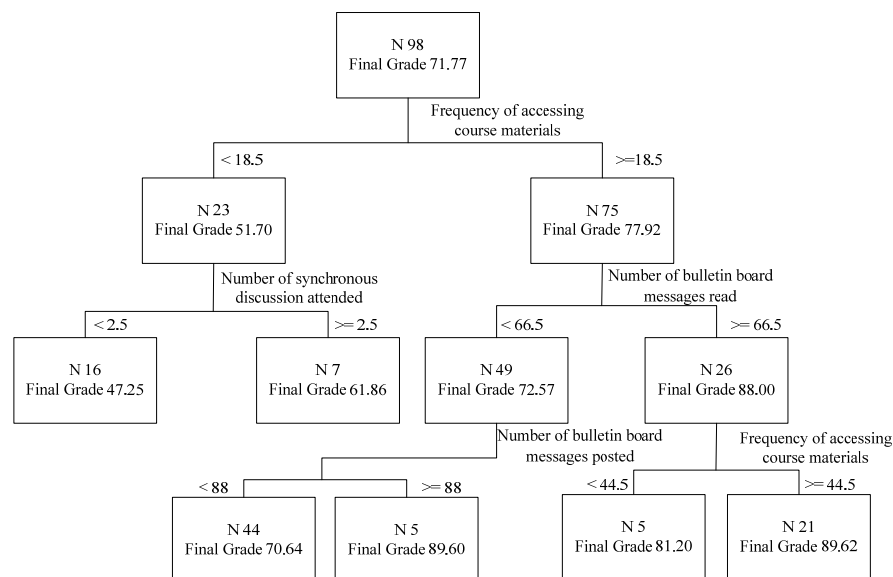 N 98
Final Grade 71.77
Frequency of accessing
course materials
< 18.5
>=18.5
N 23
Final Grade 51.70
N 75
Final Grade 77.92
Number of synchronous
discussion attended
Number of bulletin board
messages read
< 2.5
>= 2.5
< 66.5
>= 66.5
N 16
Final Grade 47.25
N 7
Final Grade 61.86
N 49
Final Grade 72.57
N 26
Final Grade 88.00
Number of bulletin board
messages posted
Frequency of accessing
course materials
< 88
>= 88
< 44.5
>= 44.5
N 44
Final Grade 70.64
N 5
Final Grade 89.60
N 5
Final Grade 81.20
N 21
Final Grade 89.62